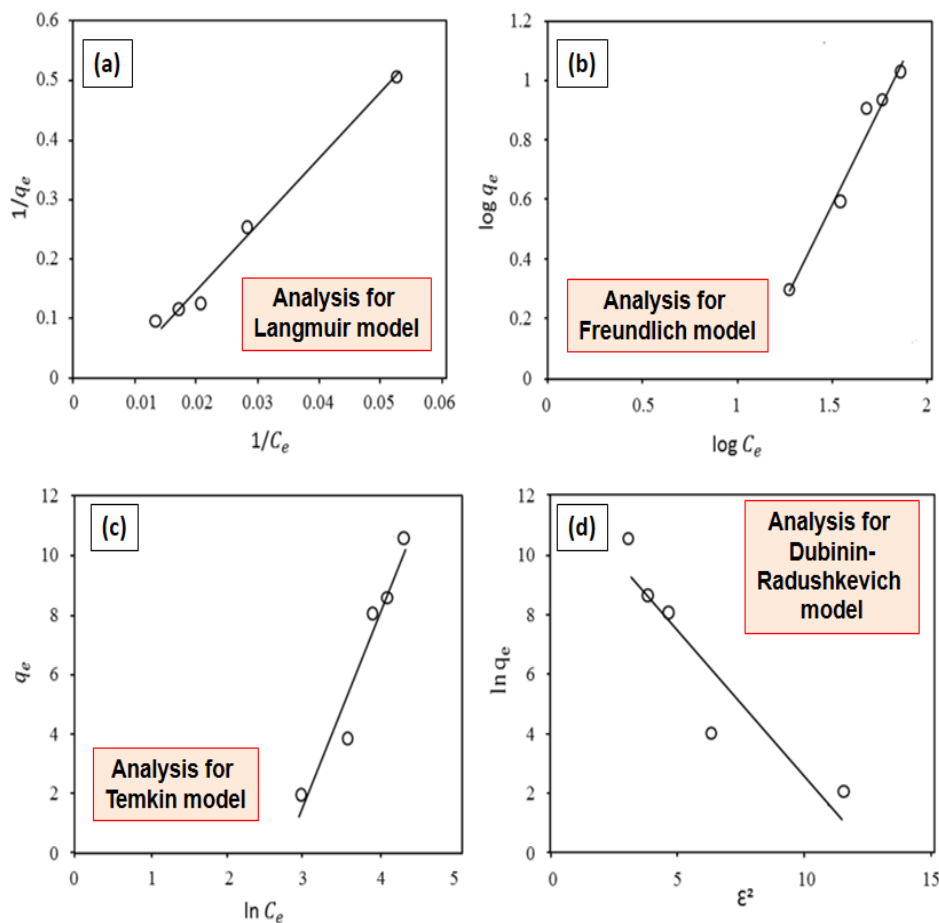 0.6
0.5
0.4
0.3
0.2
0.1
0
(a)
1/qₑ
Analysis for
Langmuir model
0 0.01 0.02 0.03 0.04 0.05 0.06
1/Cₑ
1.2
1
0.8
0.6
0.4
0.2
0
(b)
log qₑ
Analysis for
Freundlich model
0 0.5 1 1.5 2
log Cₑ
12
10
8
6
4
2
0
(c)
qₑ
Analysis for
Temkin model
0 1 2 3 4 5
ln Cₑ
12
10
8
6
4
2
0
(d)
ln qₑ
Analysis for
Dubinin-
Radushkevich
model
0 5 10 15
Ɛ²